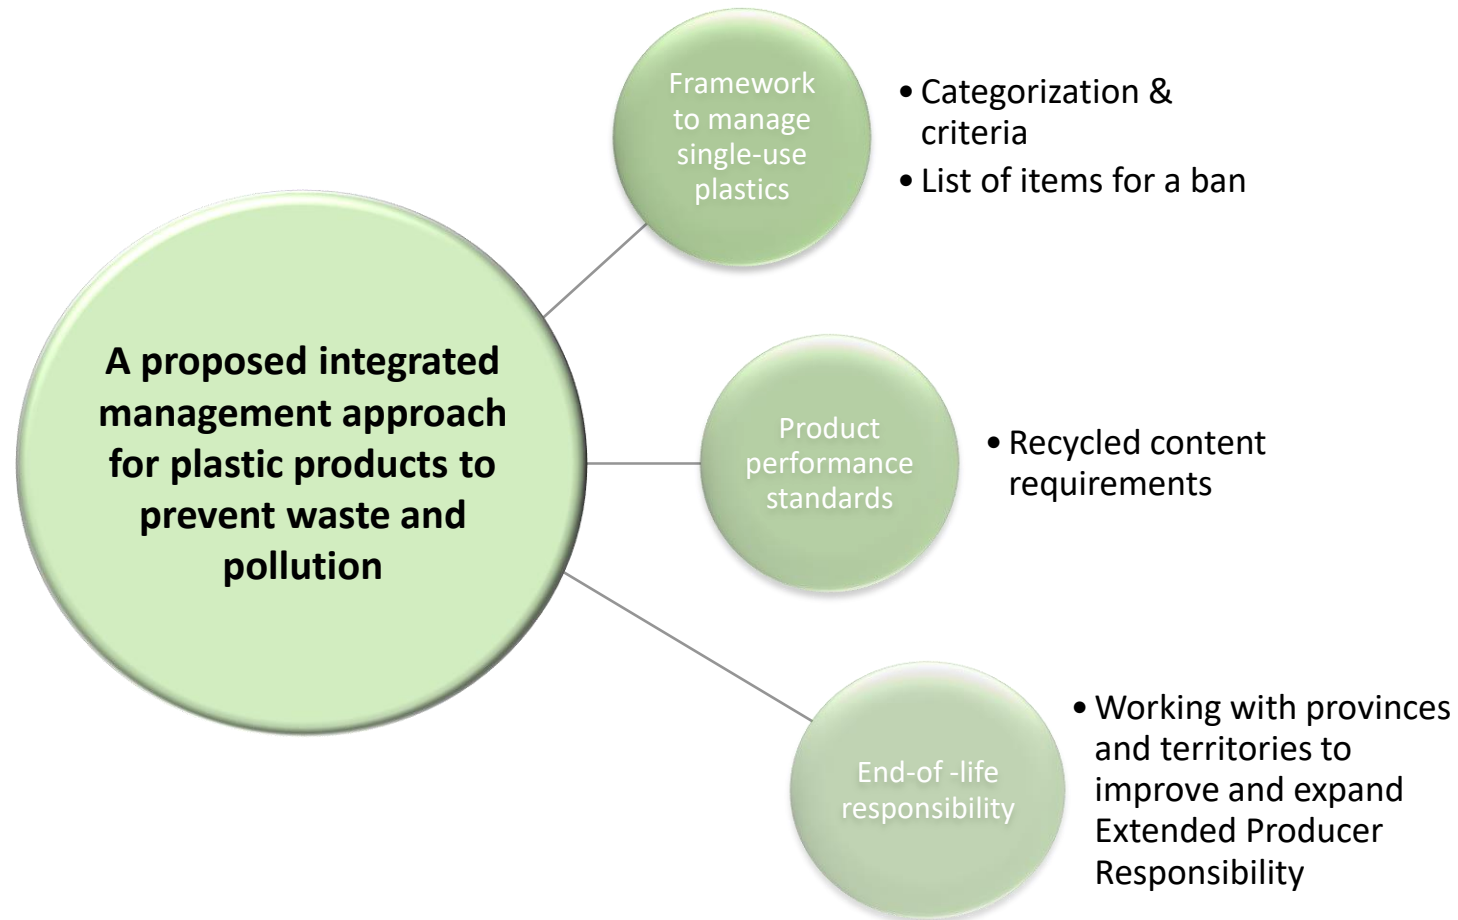 A proposed integrated
management approach
for plastic products to
prevent waste and
pollution
Framework
to manage
single-use
plastics
• Categorization &
criteria
• List of items for a ban
Product
performance
standards
• Recycled content
requirements
End-of -life
responsibility
• Working with provinces
and territories to
improve and expand
Extended Producer
Responsibility